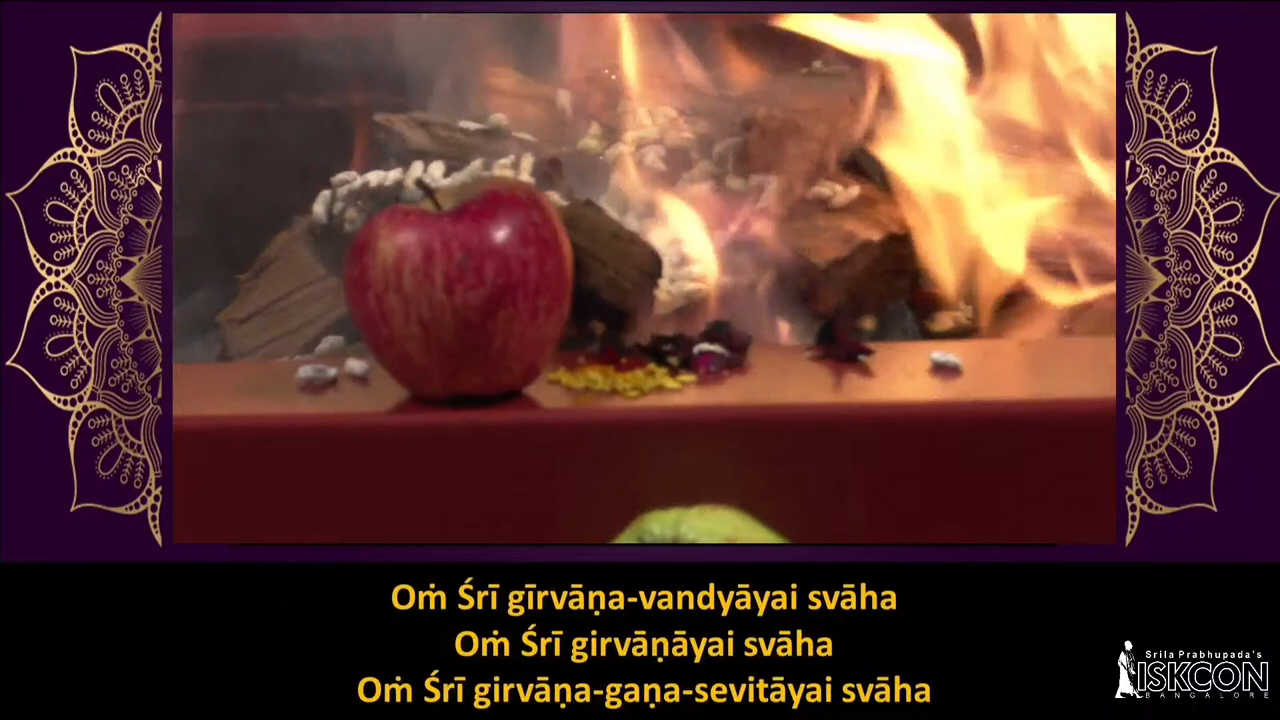 Oṁ Śrī gīrvāṇa-vandyāyai svāha
Oṁ Śrī girvāṇāyai svāha
Oṁ Śrī girvāṇa-gaṇa-sevitāyai svāha
Srila Prabhupada's
ISKCON
BANGALORE